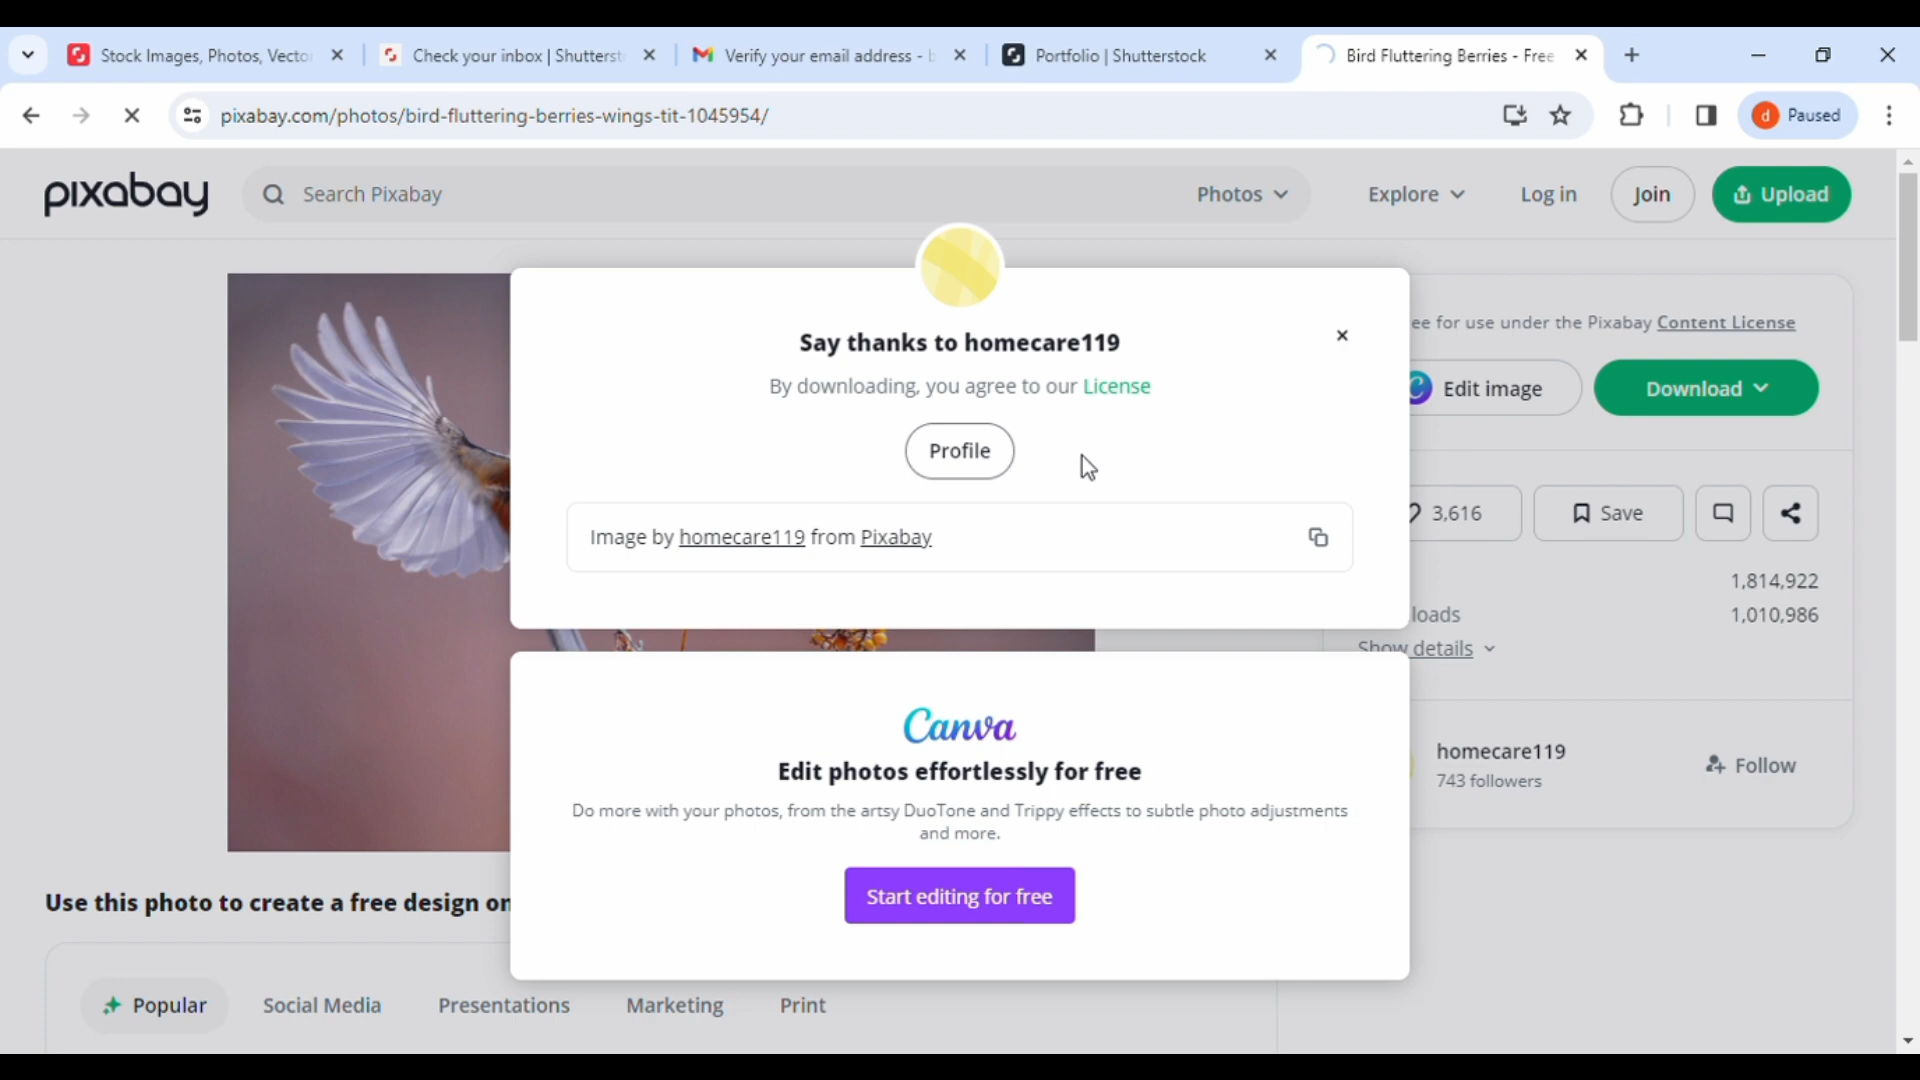 Stock Images, Photos, Vecto
Check your inbox | Shutterst
Verify your email address - b
Portfolio | Shutterstock
Bird Fluttering Berries - Free
pixabay.com/photos/bird-fluttering-berries-wings-tit-1045954/
d Paused
pixabay
Search Pixabay
Photos
Explore
Log in
Join
Upload
Say thanks to homecare119
By downloading, you agree to our License
Profile
Image by homecare119 from Pixabay
ee for use under the Pixabay Content License
Edit image
Download
3,616
Save
1,814,922
loads 1,010,986
Show details
homecare119
743 followers
Follow
Canva
Edit photos effortlessly for free
Do more with your photos, from the artsy DuoTone and Trippy effects to subtle photo adjustments
and more.
Start editing for free
Use this photo to create a free design on
Popular
Social Media
Presentations
Marketing
Print